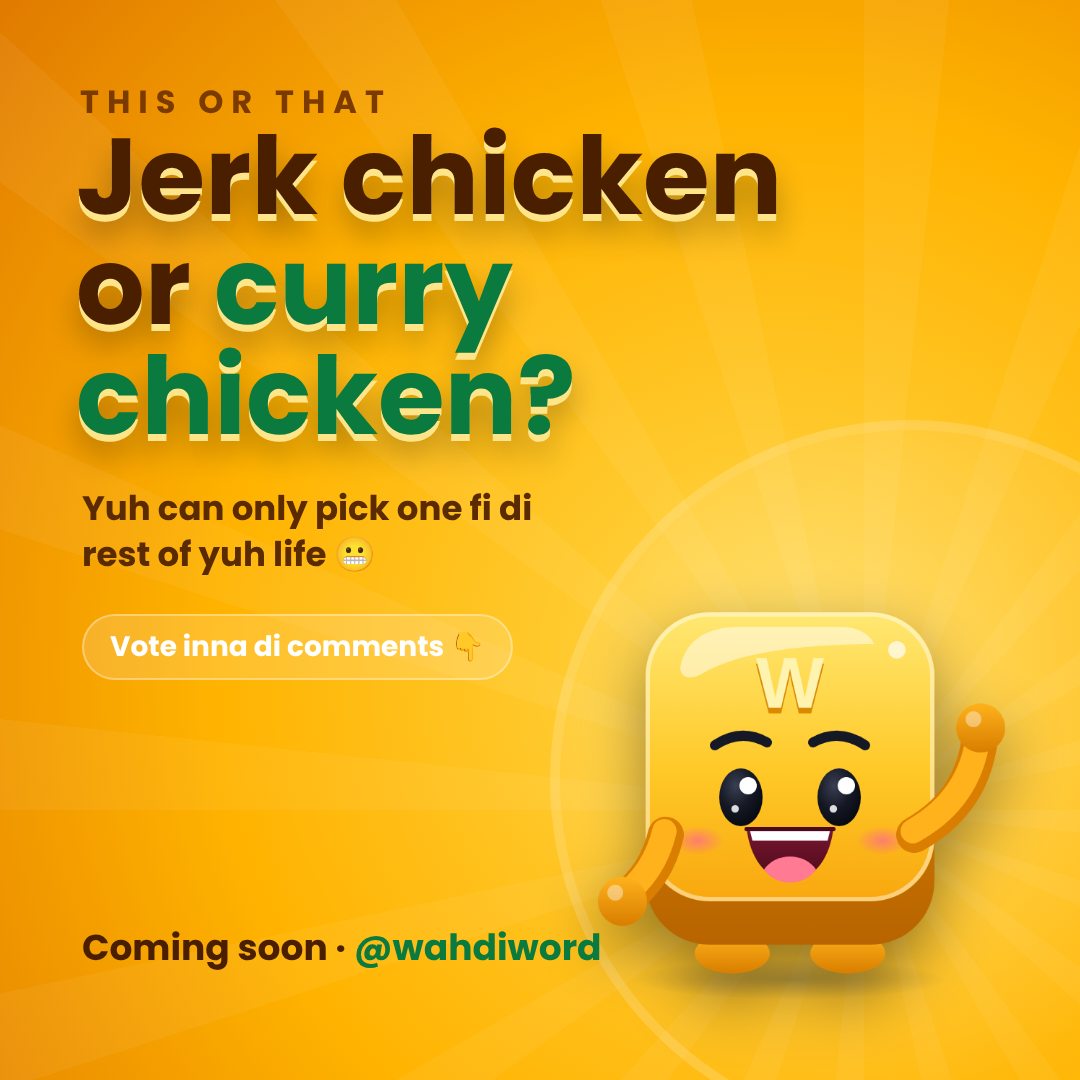 THIS OR THAT
Jerk chicken
or curry
chicken?
Yuh can only pick one fi di
rest of yuh life 😬
Vote inna di comments 👇
W
Coming soon · @wahdiword